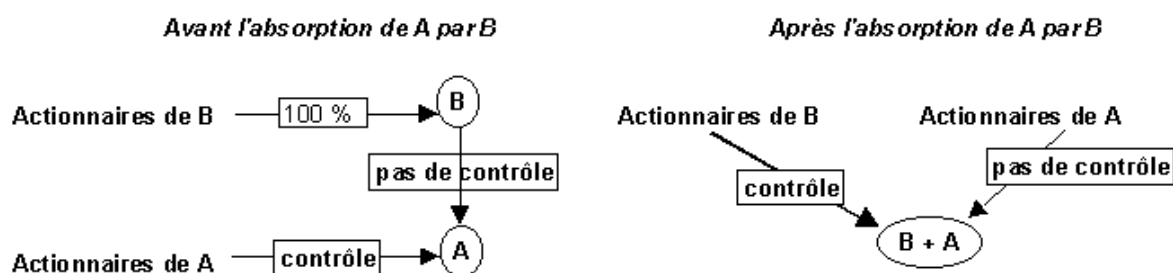 Avant l'absorption de A par B
Après l'absorption de A par B
Actionnaires de B
100 %
B
pas de contrôle
Actionnaires de A
contrôle
A
Actionnaires de B
Actionnaires de A
contrôle
pas de contrôle
B + A